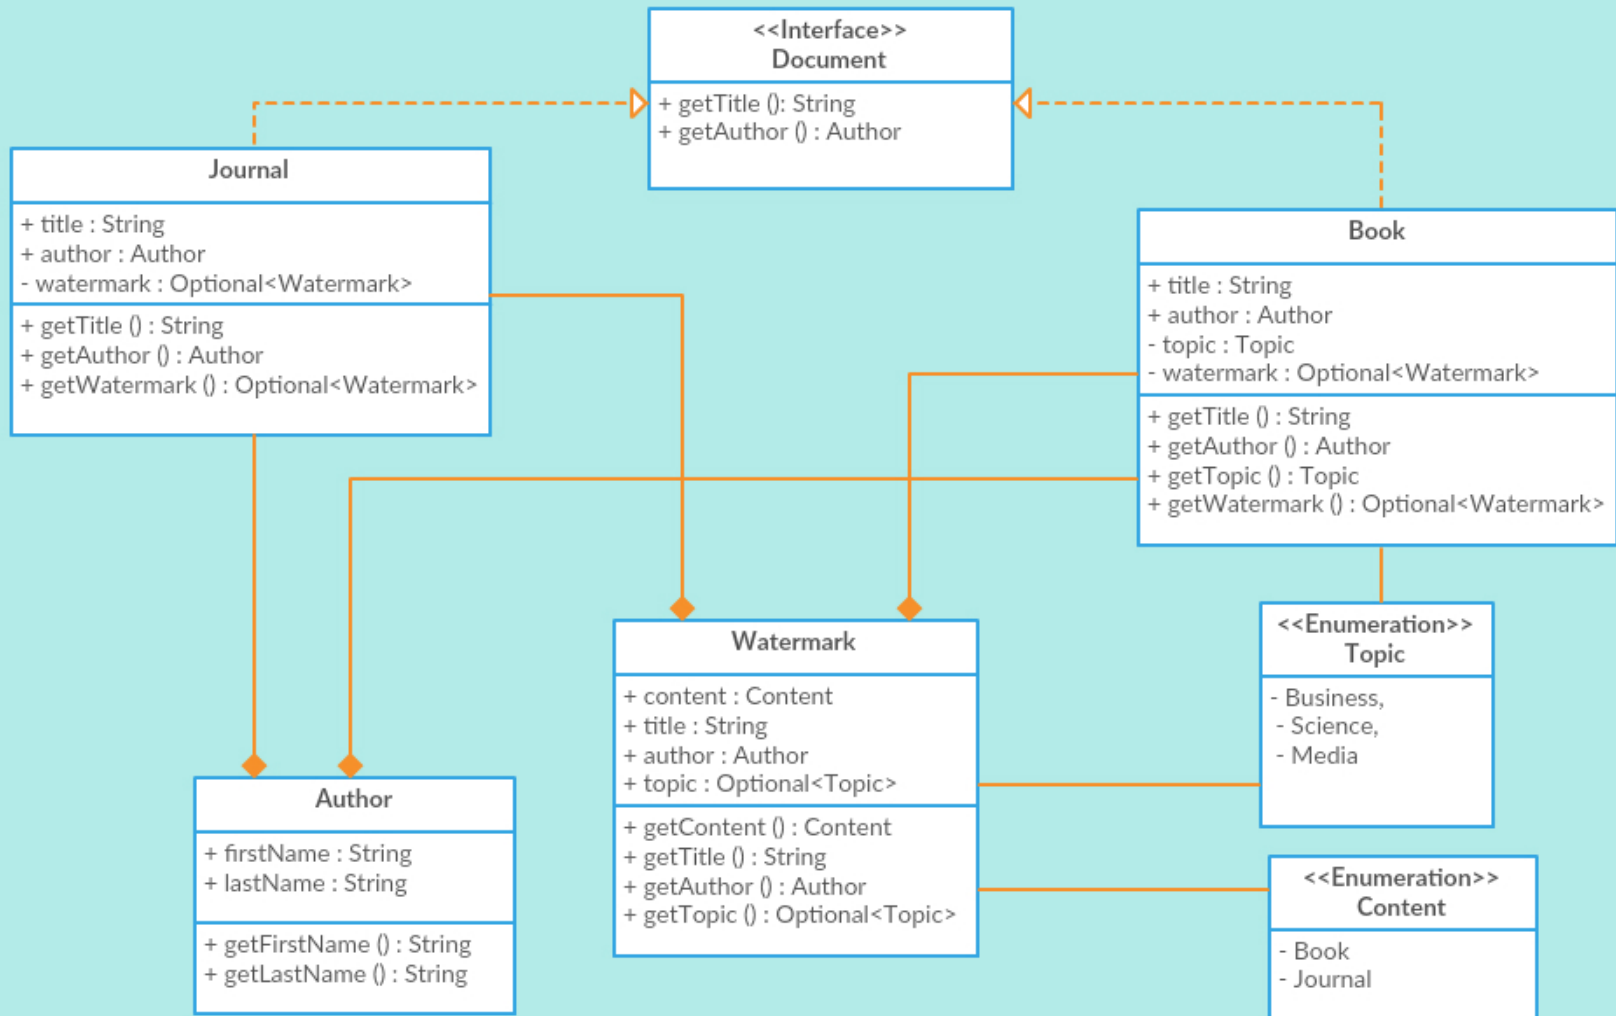 <<Interface>>
Document
+ getTitle (): String
+ getAuthor () : Author
Journal
+ title : String
+ author : Author
- watermark : Optional<Watermark>
+ getTitle () : String
+ getAuthor () : Author
+ getWatermark () : Optional<Watermark>
Book
+ title : String
+ author : Author
- topic : Topic
- watermark : Optional<Watermark>
+ getTitle () : String
+ getAuthor () : Author
+ getTopic () : Topic
+ getWatermark () : Optional<Watermark>
Watermark
+ content : Content
+ title : String
+ author : Author
+ topic : Optional<Topic>
+ getContent () : Content
+ getTitle () : String
+ getAuthor () : Author
+ getTopic () : Optional<Topic>
<<Enumeration>>
Topic
- Business,
- Science,
- Media
Author
+ firstName : String
+ lastName : String
+ getFirstName () : String
+ getLastName () : String
<<Enumeration>>
Content
- Book
- Journal